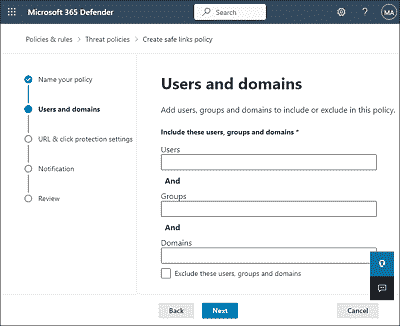 Microsoft 365 Defender
Search
?
MA
Policies & rules > Threat policies > Create safe links policy
Name your policy
Users and domains
URL & click protection settings
Notification
Review
Users and domains
Add users, groups and domains to include or exclude in this policy.
Include these users, groups and domains *
Users
And
Groups
And
Domains
Exclude these users, groups and domains
Back
Next
Cancel